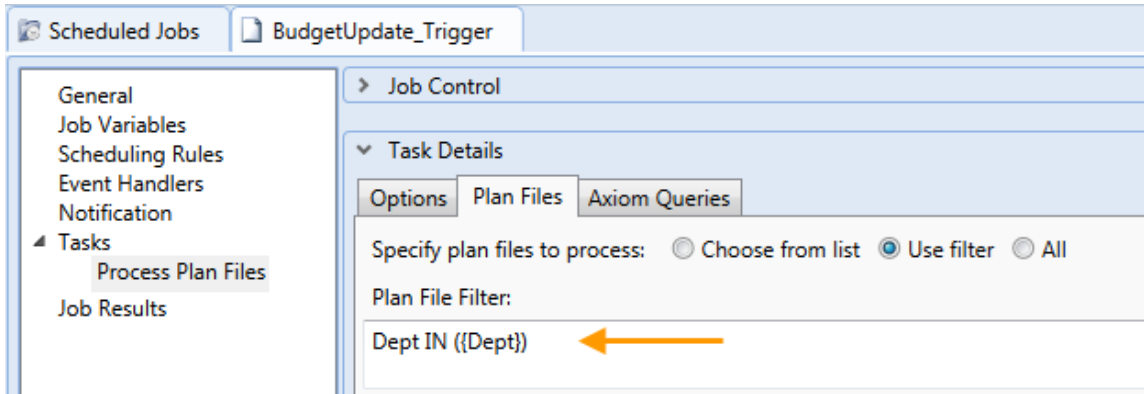 Scheduled Jobs
BudgetUpdate_Trigger
General
Job Variables
Scheduling Rules
Event Handlers
Notification
Tasks
Process Plan Files
Job Results
Job Control
Task Details
Options
Plan Files
Axiom Queries
Specify plan files to process: Choose from list Use filter All
Plan File Filter:
Dept IN ({Dept})